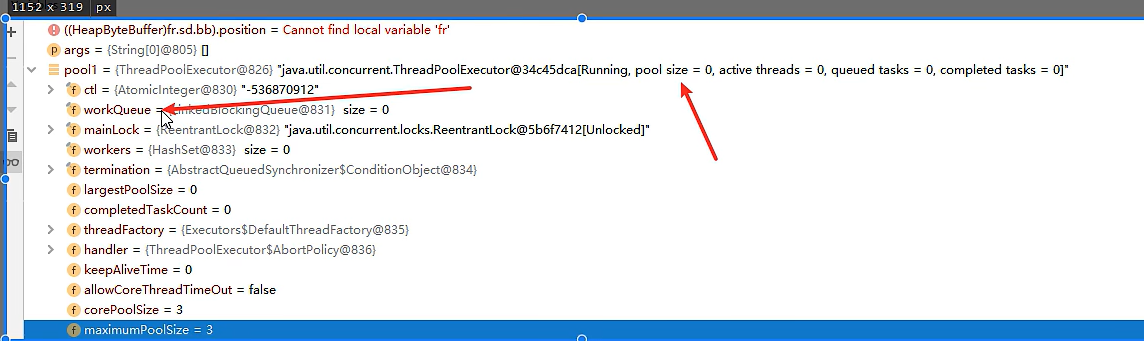 1152 x 319 px
((HeapByteBuffer)fr.sd.bb).position = Cannot find local variable 'fr'
args = {String[0]@805} []
pool1 = {ThreadPoolExecutor@826} "java.util.concurrent.ThreadPoolExecutor@34c45dca[Running, pool size = 0, active threads = 0, queued tasks = 0, completed tasks = 0]"
ctl = {AtomicInteger@830} "-536870912"
workQueue = {LinkedBlockingQueue@831} size = 0
mainLock = {ReentrantLock@832} "java.util.concurrent.locks.ReentrantLock@5b6f7412[Unlocked]"
workers = {HashSet@833} size = 0
termination = {AbstractQueuedSynchronizer$ConditionObject@834}
largestPoolSize = 0
completedTaskCount = 0
threadFactory = {Executors$DefaultThreadFactory@835}
handler = {ThreadPoolExecutor$AbortPolicy@836}
keepAliveTime = 0
allowCoreThreadTimeOut = false
corePoolSize = 3
maximumPoolSize = 3